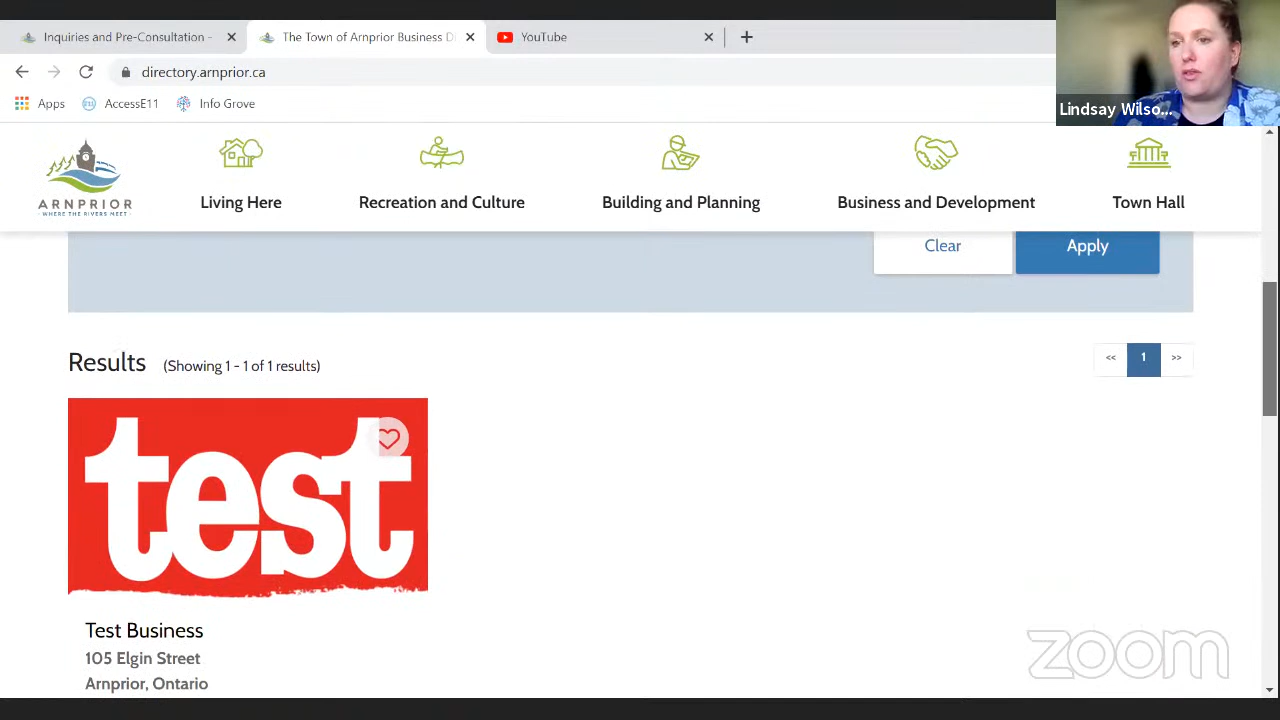 Inquiries and Pre-Consultation -
The Town of Arnprior Business Di
YouTube
directory.arnprior.ca
Apps
AccessE11
Info Grove
Lindsay Wilso...
ARNPRIOR
WHERE THE RIVERS MEET
Living Here
Recreation and Culture
Building and Planning
Business and Development
Town Hall
Clear
Apply
Results
(Showing 1 - 1 of 1 results)
<< 1 >>
test
Test Business
105 Elgin Street
Arnprior, Ontario
zoom